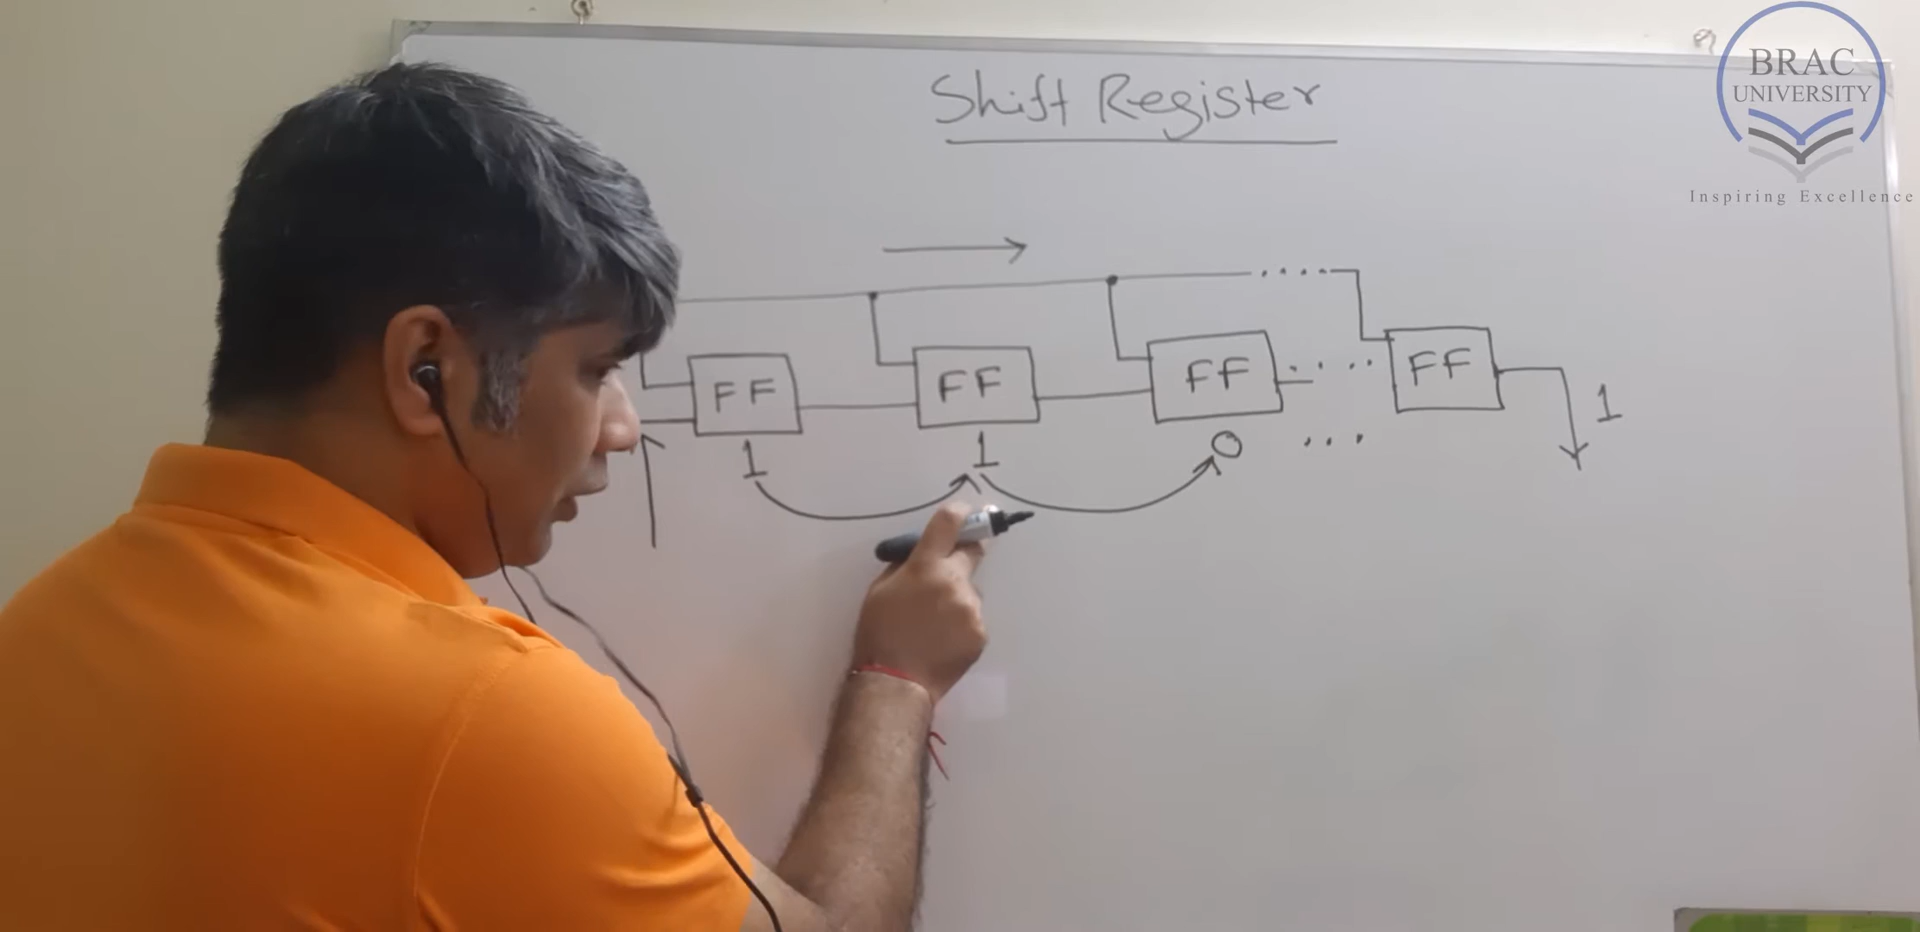 Shift Register
BRAC
UNIVERSITY
Inspiring Excellence
FF FF FF .... FF
1 1 0 ... 1